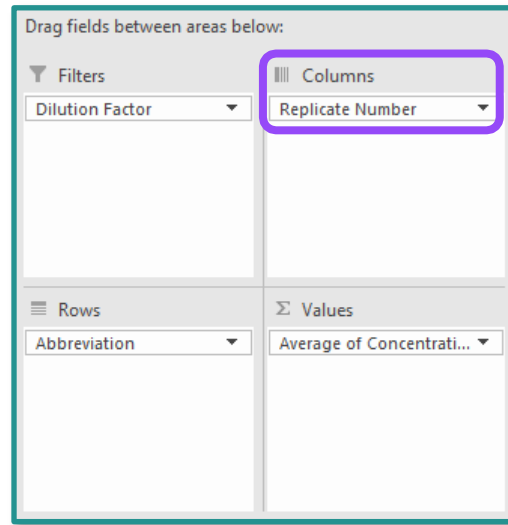 Drag fields between areas below:
Filters
Dilution Factor
Columns
Replicate Number
Rows
Abbreviation
Σ Values
Average of Concentrati...